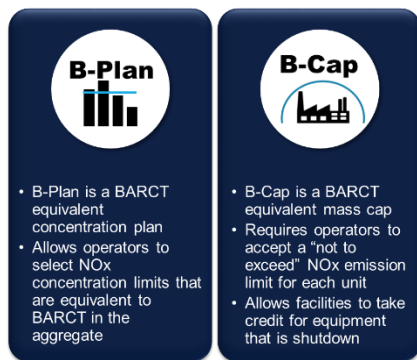 B-Plan
• B-Plan is a BARCT
equivalent
concentration plan
• Allows operators to
select NOx
concentration limits that
are equivalent to
BARCT in the
aggregate
B-Cap
• B-Cap is a BARCT
equivalent mass cap
• Requires operators to
accept a “not to
exceed” NOx emission
limit for each unit
• Allows facilities to take
credit for equipment
that is shutdown